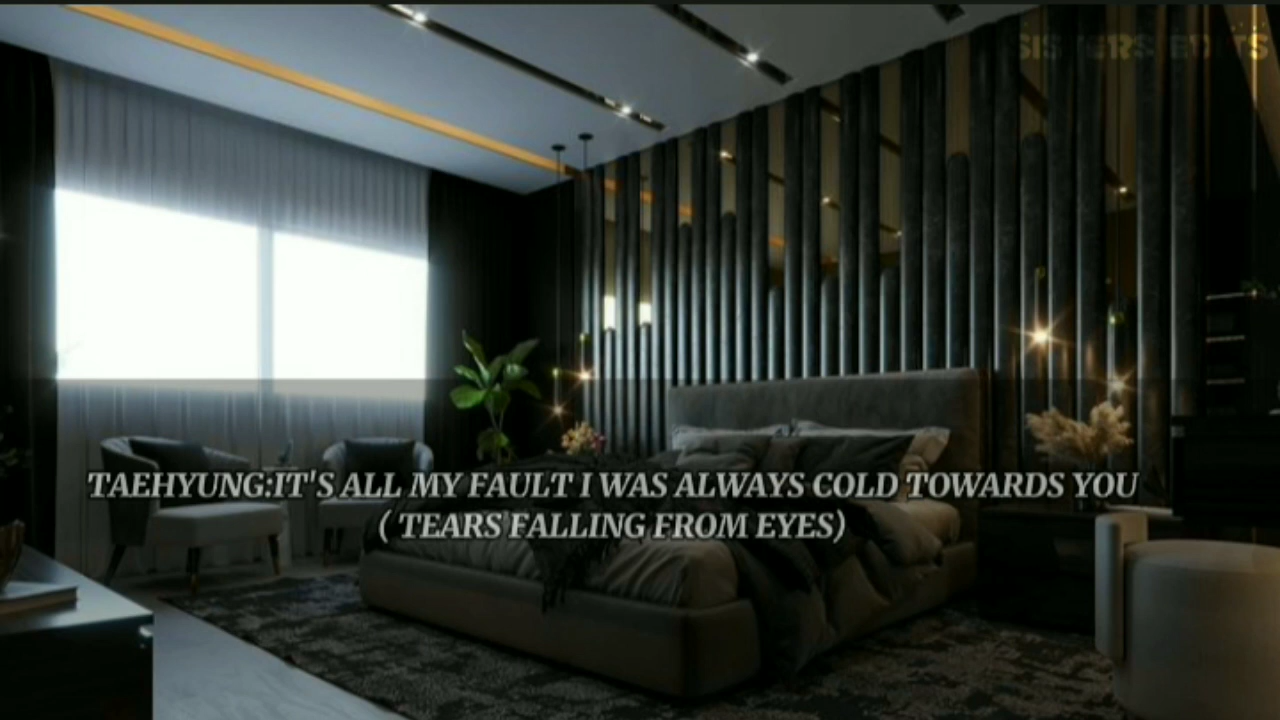 TAEHYUNG:IT'S ALL MY FAULT I WAS ALWAYS COLD TOWARDS YOU
( TEARS FALLING FROM EYES)